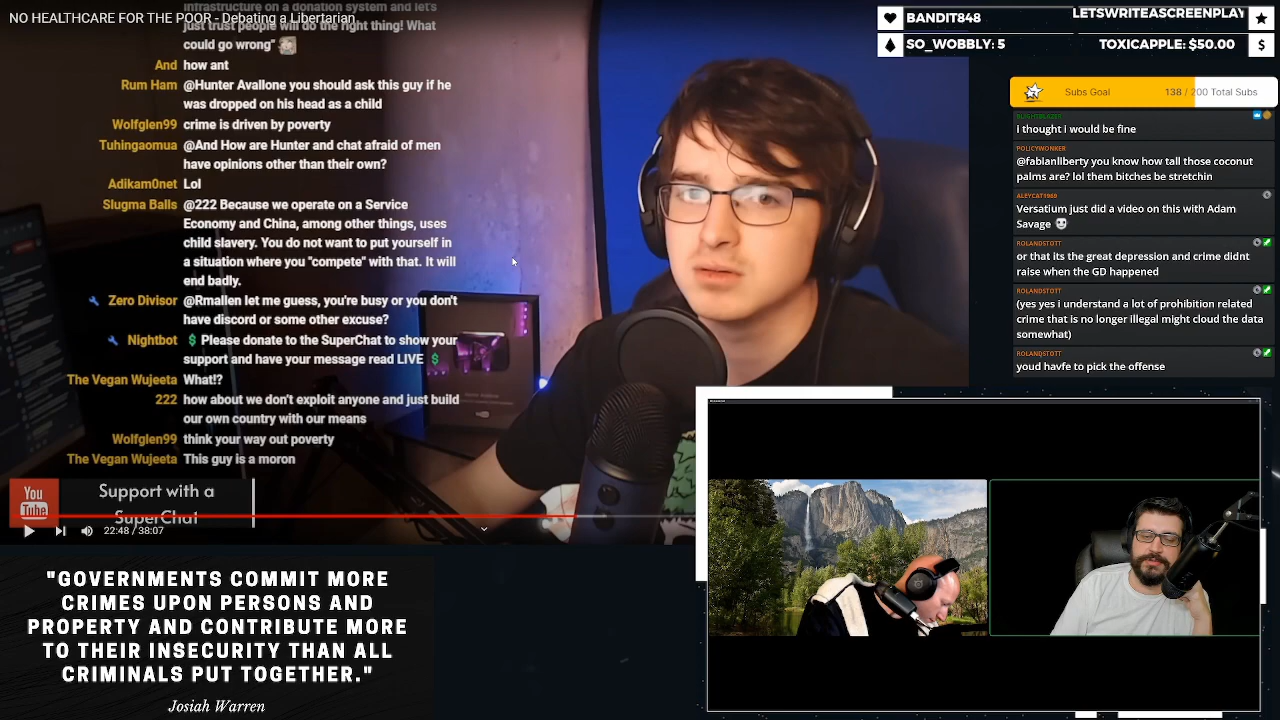 NO HEALTHCARE FOR THE POOR - Debating a Libertarian
infrastructure on a donation system and let's
just trust people will do the right thing! What
could go wrong"
And how ant
Rum Ham @Hunter Avallone you should ask this guy if he
was dropped on his head as a child
Wolfglen99 crime is driven by poverty
Tuhingaomua @And How are Hunter and chat afraid of men
have opinions other than their own?
Adikam0net Lol
Slugma Balls @222 Because we operate on a Service
Economy and China, among other things, uses
child slavery. You do not want to put yourself in
a situation where you "compete" with that. It will
end badly.
Zero Divisor @Rmallen let me guess, you're busy or you don't
have discord or some other excuse?
Nightbot $ Please donate to the SuperChat to show your
support and have your message read LIVE $
The Vegan Wujeeta What!?
222 how about we don't exploit anyone and just build
our own country with our means
Wolfglen99 think your way out poverty
The Vegan Wujeeta This guy is a moron
You
Tube
Support with a
SuperChat
22:48 / 38:07
"GOVERNMENTS COMMIT MORE
CRIMES UPON PERSONS AND
PROPERTY AND CONTRIBUTE MORE
TO THEIR INSECURITY THAN ALL
CRIMINALS PUT TOGETHER."
Josiah Warren
BANDIT848
LETSWRITEASCREENPLAY
SO_WOBBLY: 5
TOXICAPPLE: $50.00
$
Subs Goal 138 / 200 Total Subs
i thought i would be fine
POLICYWONKER
@fabianliberty you know how tall those coconut
palms are? lol them bitches be stretchin
ALEYCAT1969
Versatium just did a video on this with Adam
Savage
ROLANDSTOTT
or that its the great depression and crime didnt
raise when the GD happened
ROLANDSTOTT
(yes yes i understand a lot of prohibition related
crime that is no longer illegal might cloud the data
somewhat)
ROLANDSTOTT
youd havfe to pick the offense